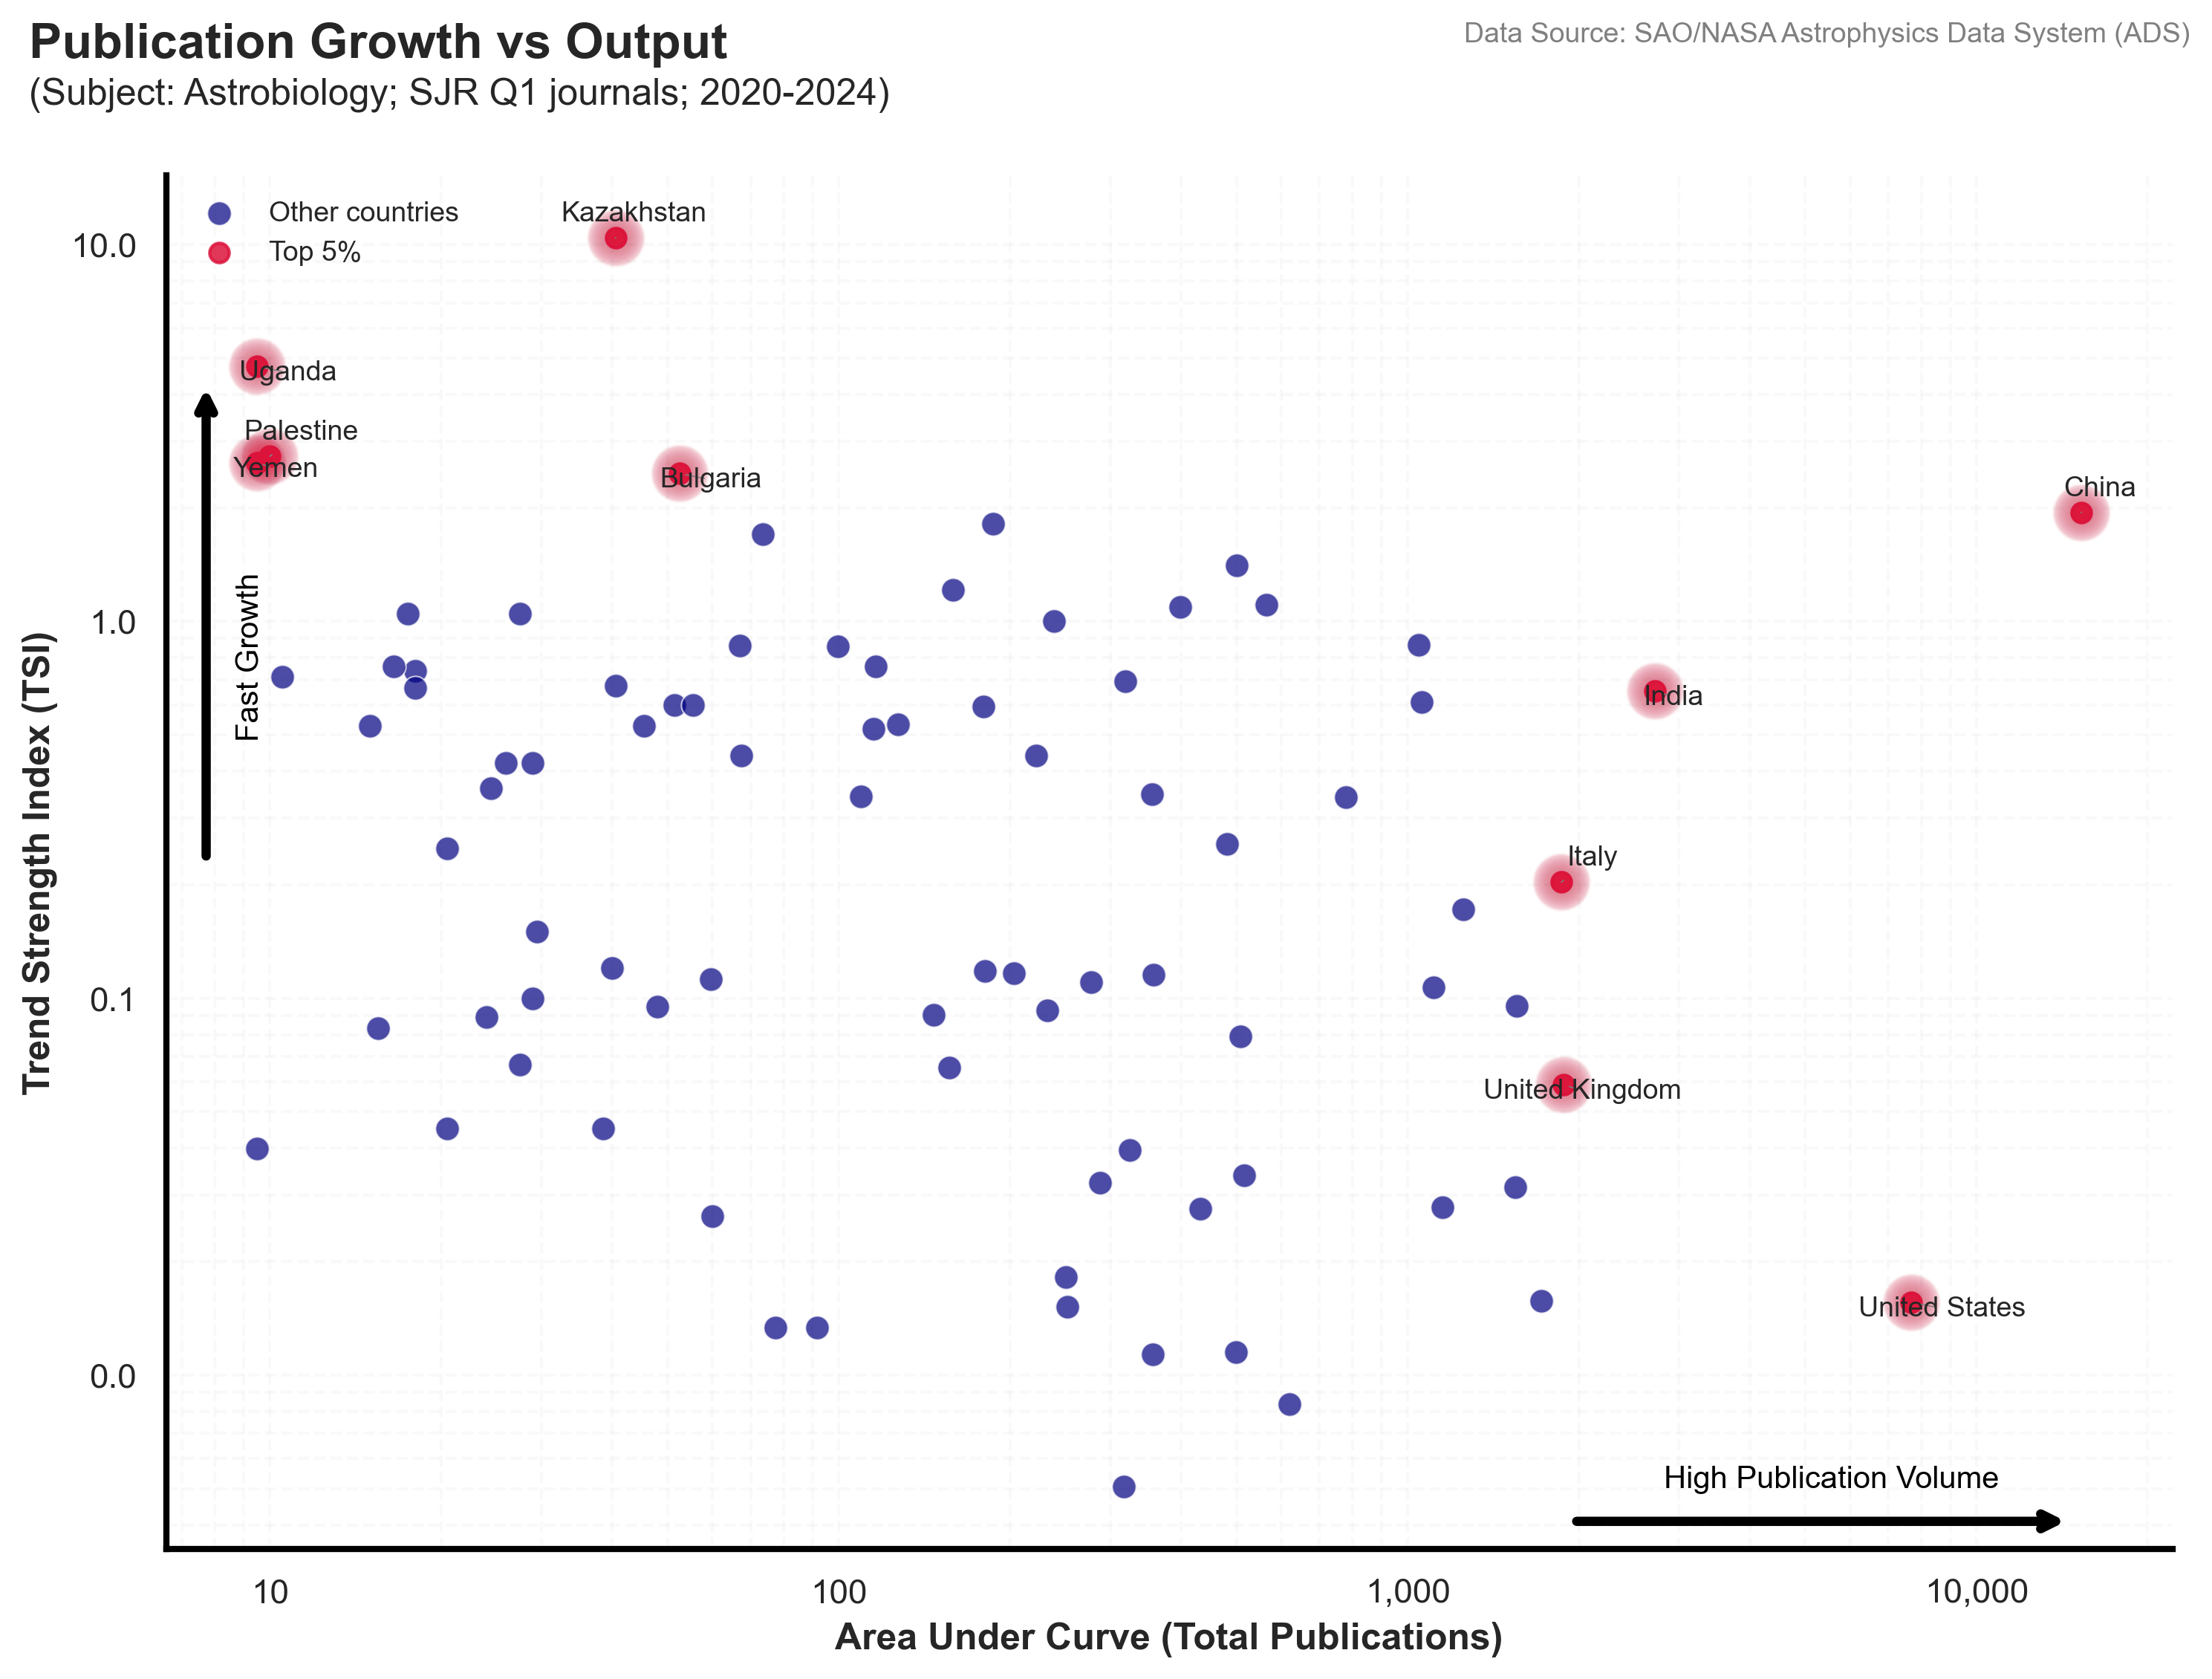 Publication Growth vs Output
(Subject: Astrobiology; SJR Q1 journals; 2020-2024)
Data Source: SAO/NASA Astrophysics Data System (ADS)
Other countries
Top 5%
Kazakhstan
Uganda
Palestine
Yemen
Bulgaria
China
India
Italy
United Kingdom
United States
Fast Growth
High Publication Volume
Trend Strength Index (TSI)
10.0
1.0
0.1
0.0
10
100
1,000
10,000
Area Under Curve (Total Publications)